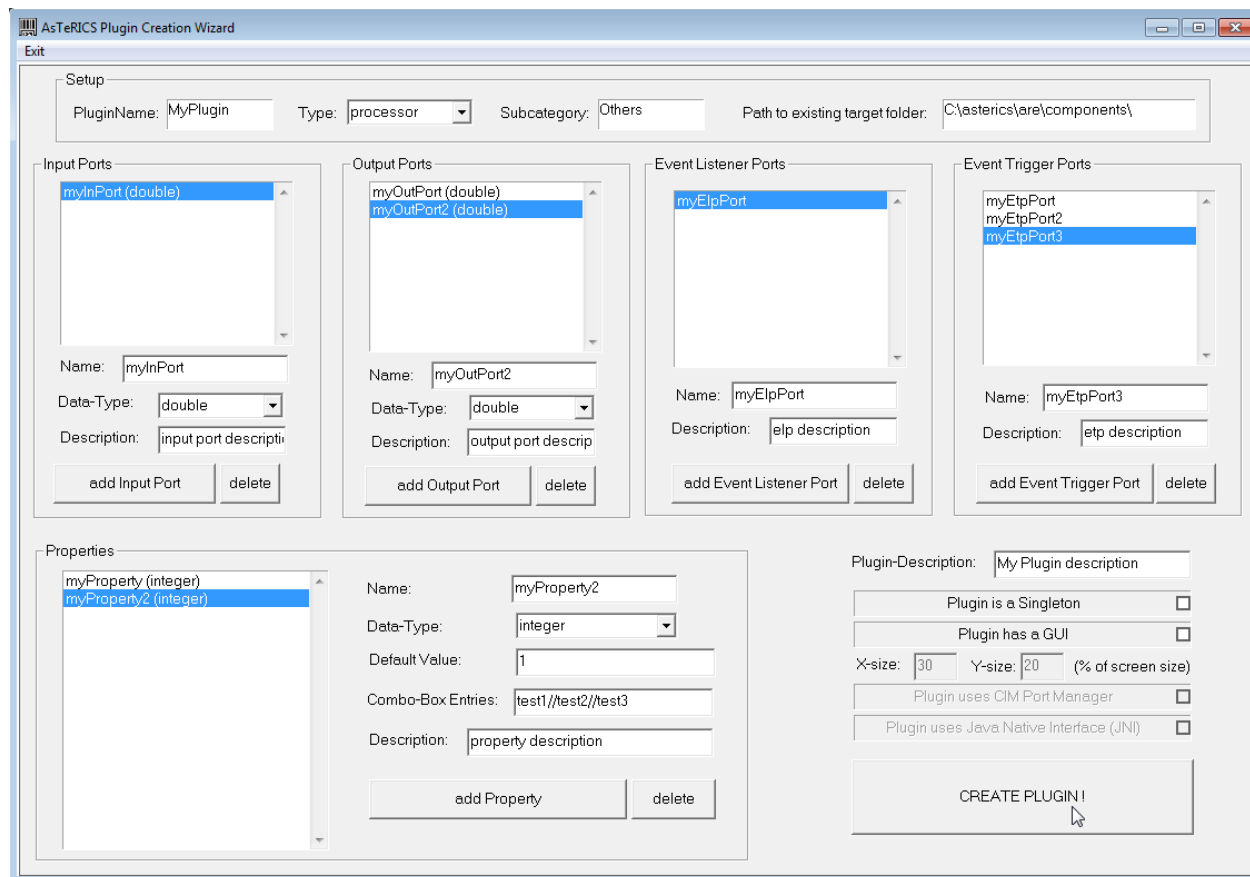 AsTeRICS Plugin Creation Wizard
Exit
Setup
PluginName: MyPlugin Type: processor Subcategory: Others Path to existing target folder: C:\asterics\are\components\
Input Ports
myInPort (double)
Name: myInPort
Data-Type: double
Description: input port descripti
add Input Port delete
Output Ports
myOutPort (double)
myOutPort2 (double)
Name: myOutPort2
Data-Type: double
Description: output port descrip
add Output Port delete
Event Listener Ports
myElpPort
Name: myElpPort
Description: elp description
add Event Listener Port delete
Event Trigger Ports
myEtpPort
myEtpPort2
myEtpPort3
Name: myEtpPort3
Description: etp description
add Event Trigger Port delete
Properties
myProperty (integer)
myProperty2 (integer)
Name: myProperty2
Data-Type: integer
Default Value: 1
Combo-Box Entries: test1//test2//test3
Description: property description
add Property delete
Plugin-Description: My Plugin description
Plugin is a Singleton
Plugin has a GUI
X-size: 30 Y-size: 20 (% of screen size)
Plugin uses CIM Port Manager
Plugin uses Java Native Interface (JNI)
CREATE PLUGIN !